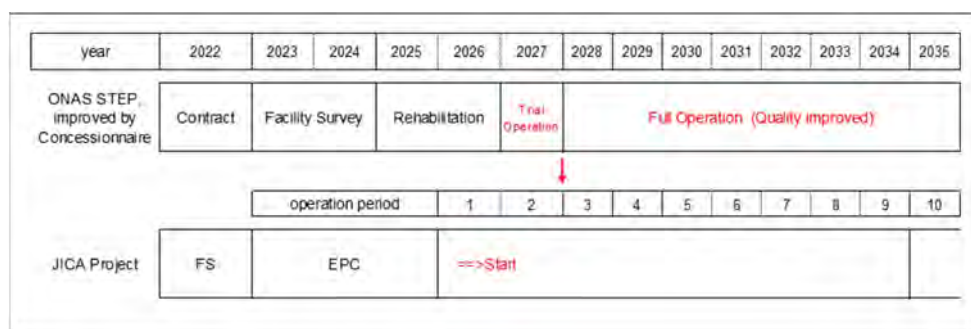 year 2022 2023 2024 2025 2026 2027 2028 2029 2030 2031 2032 2033 2034 2035
ONAS STEP,
improved by
Concessionnaire
Contract Facility Survey Rehabilitation Trial
Operation Full Operation (Quality improved)
operation period 1 2 3 4 5 6 7 8 9 10
JICA Project FS EPC ==>Start